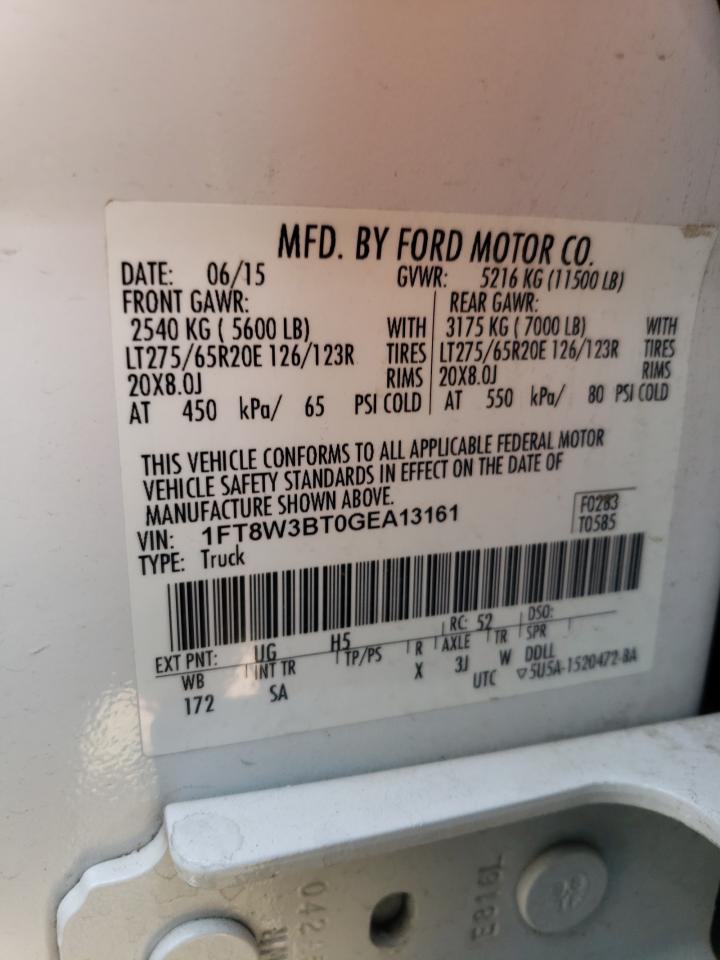 MFD. BY FORD MOTOR CO.
DATE: 06/15 GVWR: 5216 KG (11500 LB)
FRONT GAWR: REAR GAWR:
2540 KG ( 5600 LB) WITH 3175 KG ( 7000 LB) WITH
LT275/65R20E 126/123R TIRES LT275/65R20E 126/123R TIRES
20X8.0J RIMS 20X8.0J RIMS
AT 450 kPa/ 65 PSI COLD AT 550 kPa/ 80 PSI COLD
THIS VEHICLE CONFORMS TO ALL APPLICABLE FEDERAL MOTOR
VEHICLE SAFETY STANDARDS IN EFFECT ON THE DATE OF
MANUFACTURE SHOWN ABOVE.
VIN: 1FT8W3BT0GEA13161
F0283
T0585
TYPE: Truck
EXT PNT: UG H5 RC: 52 DSO:
WB INT TR TP/PS R AXLE TR SPR
172 SA X 3J W DDLL
UTC ▽5U5A-1520472-BA
E816L